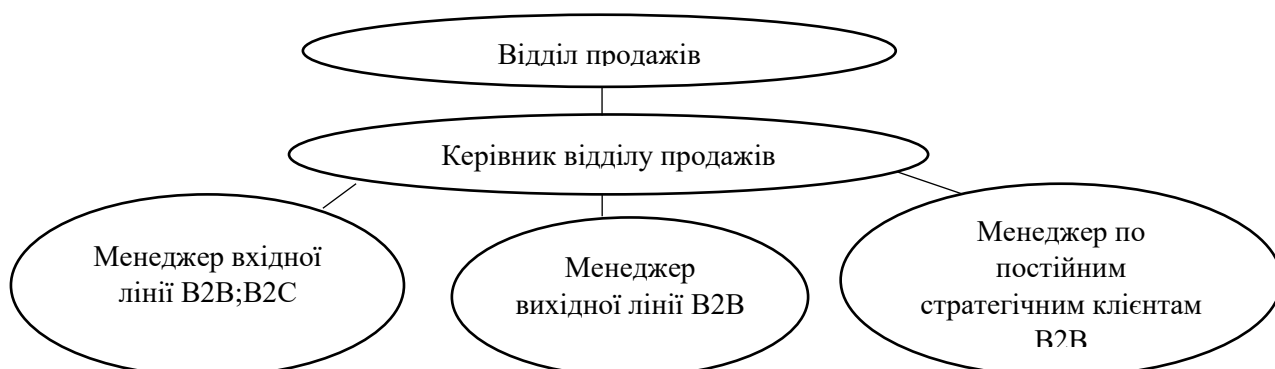 Відділ продажів
Керівник відділу продажів
Менеджер вхідної
лінії B2B;B2C
Менеджер
вихідної лінії B2B
Менеджер по
постійним
стратегічним клієнтам
B2B